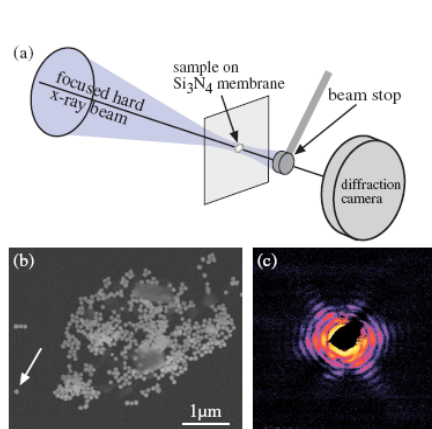 (a)
sample on
Si₃N₄ membrane
focused hard
x-ray beam
beam stop
diffraction
camera
(b)
1μm
(c)